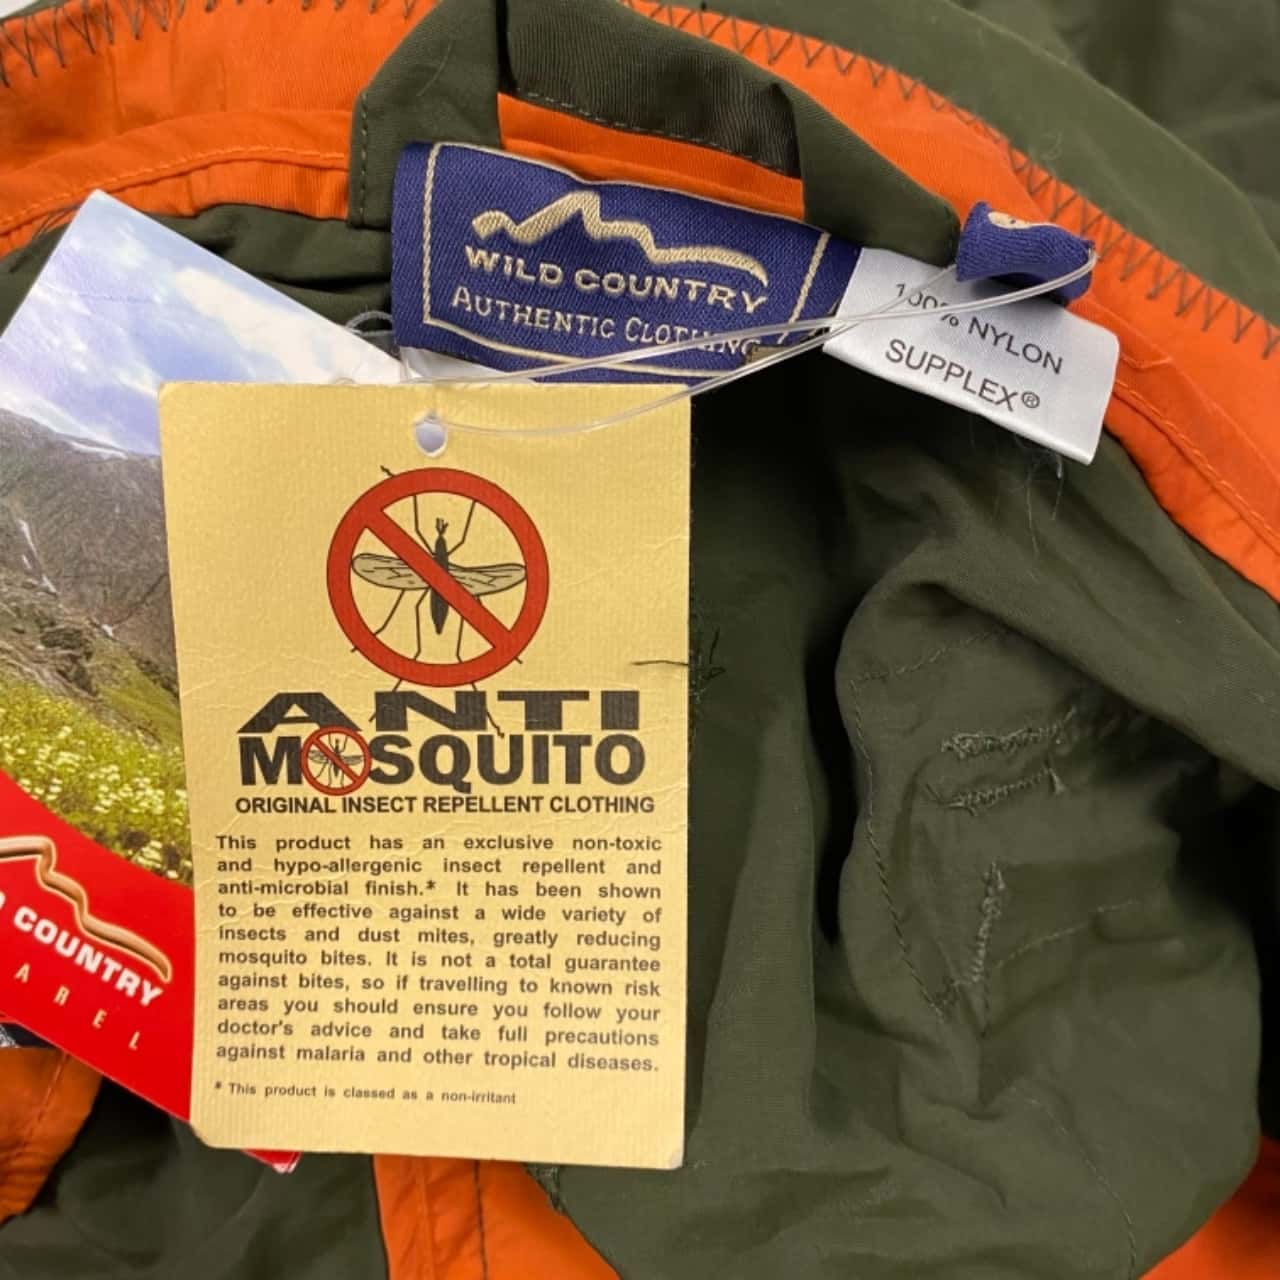 WILD COUNTRY
AUTHENTIC CLOTHING
100% NYLON
SUPPLEX®
ANTI
MOSQUITO
ORIGINAL INSECT REPELLENT CLOTHING
This product has an exclusive non-toxic
and hypo-allergenic insect repellent and
anti-microbial finish.* It has been shown
to be effective against a wide variety of
insects and dust mites, greatly reducing
mosquito bites. It is not a total guarantee
against bites, so if travelling to known risk
areas you should ensure you follow your
doctor's advice and take full precautions
against malaria and other tropical diseases.
* This product is classed as a non-irritant
D COUNTRY
A R E L